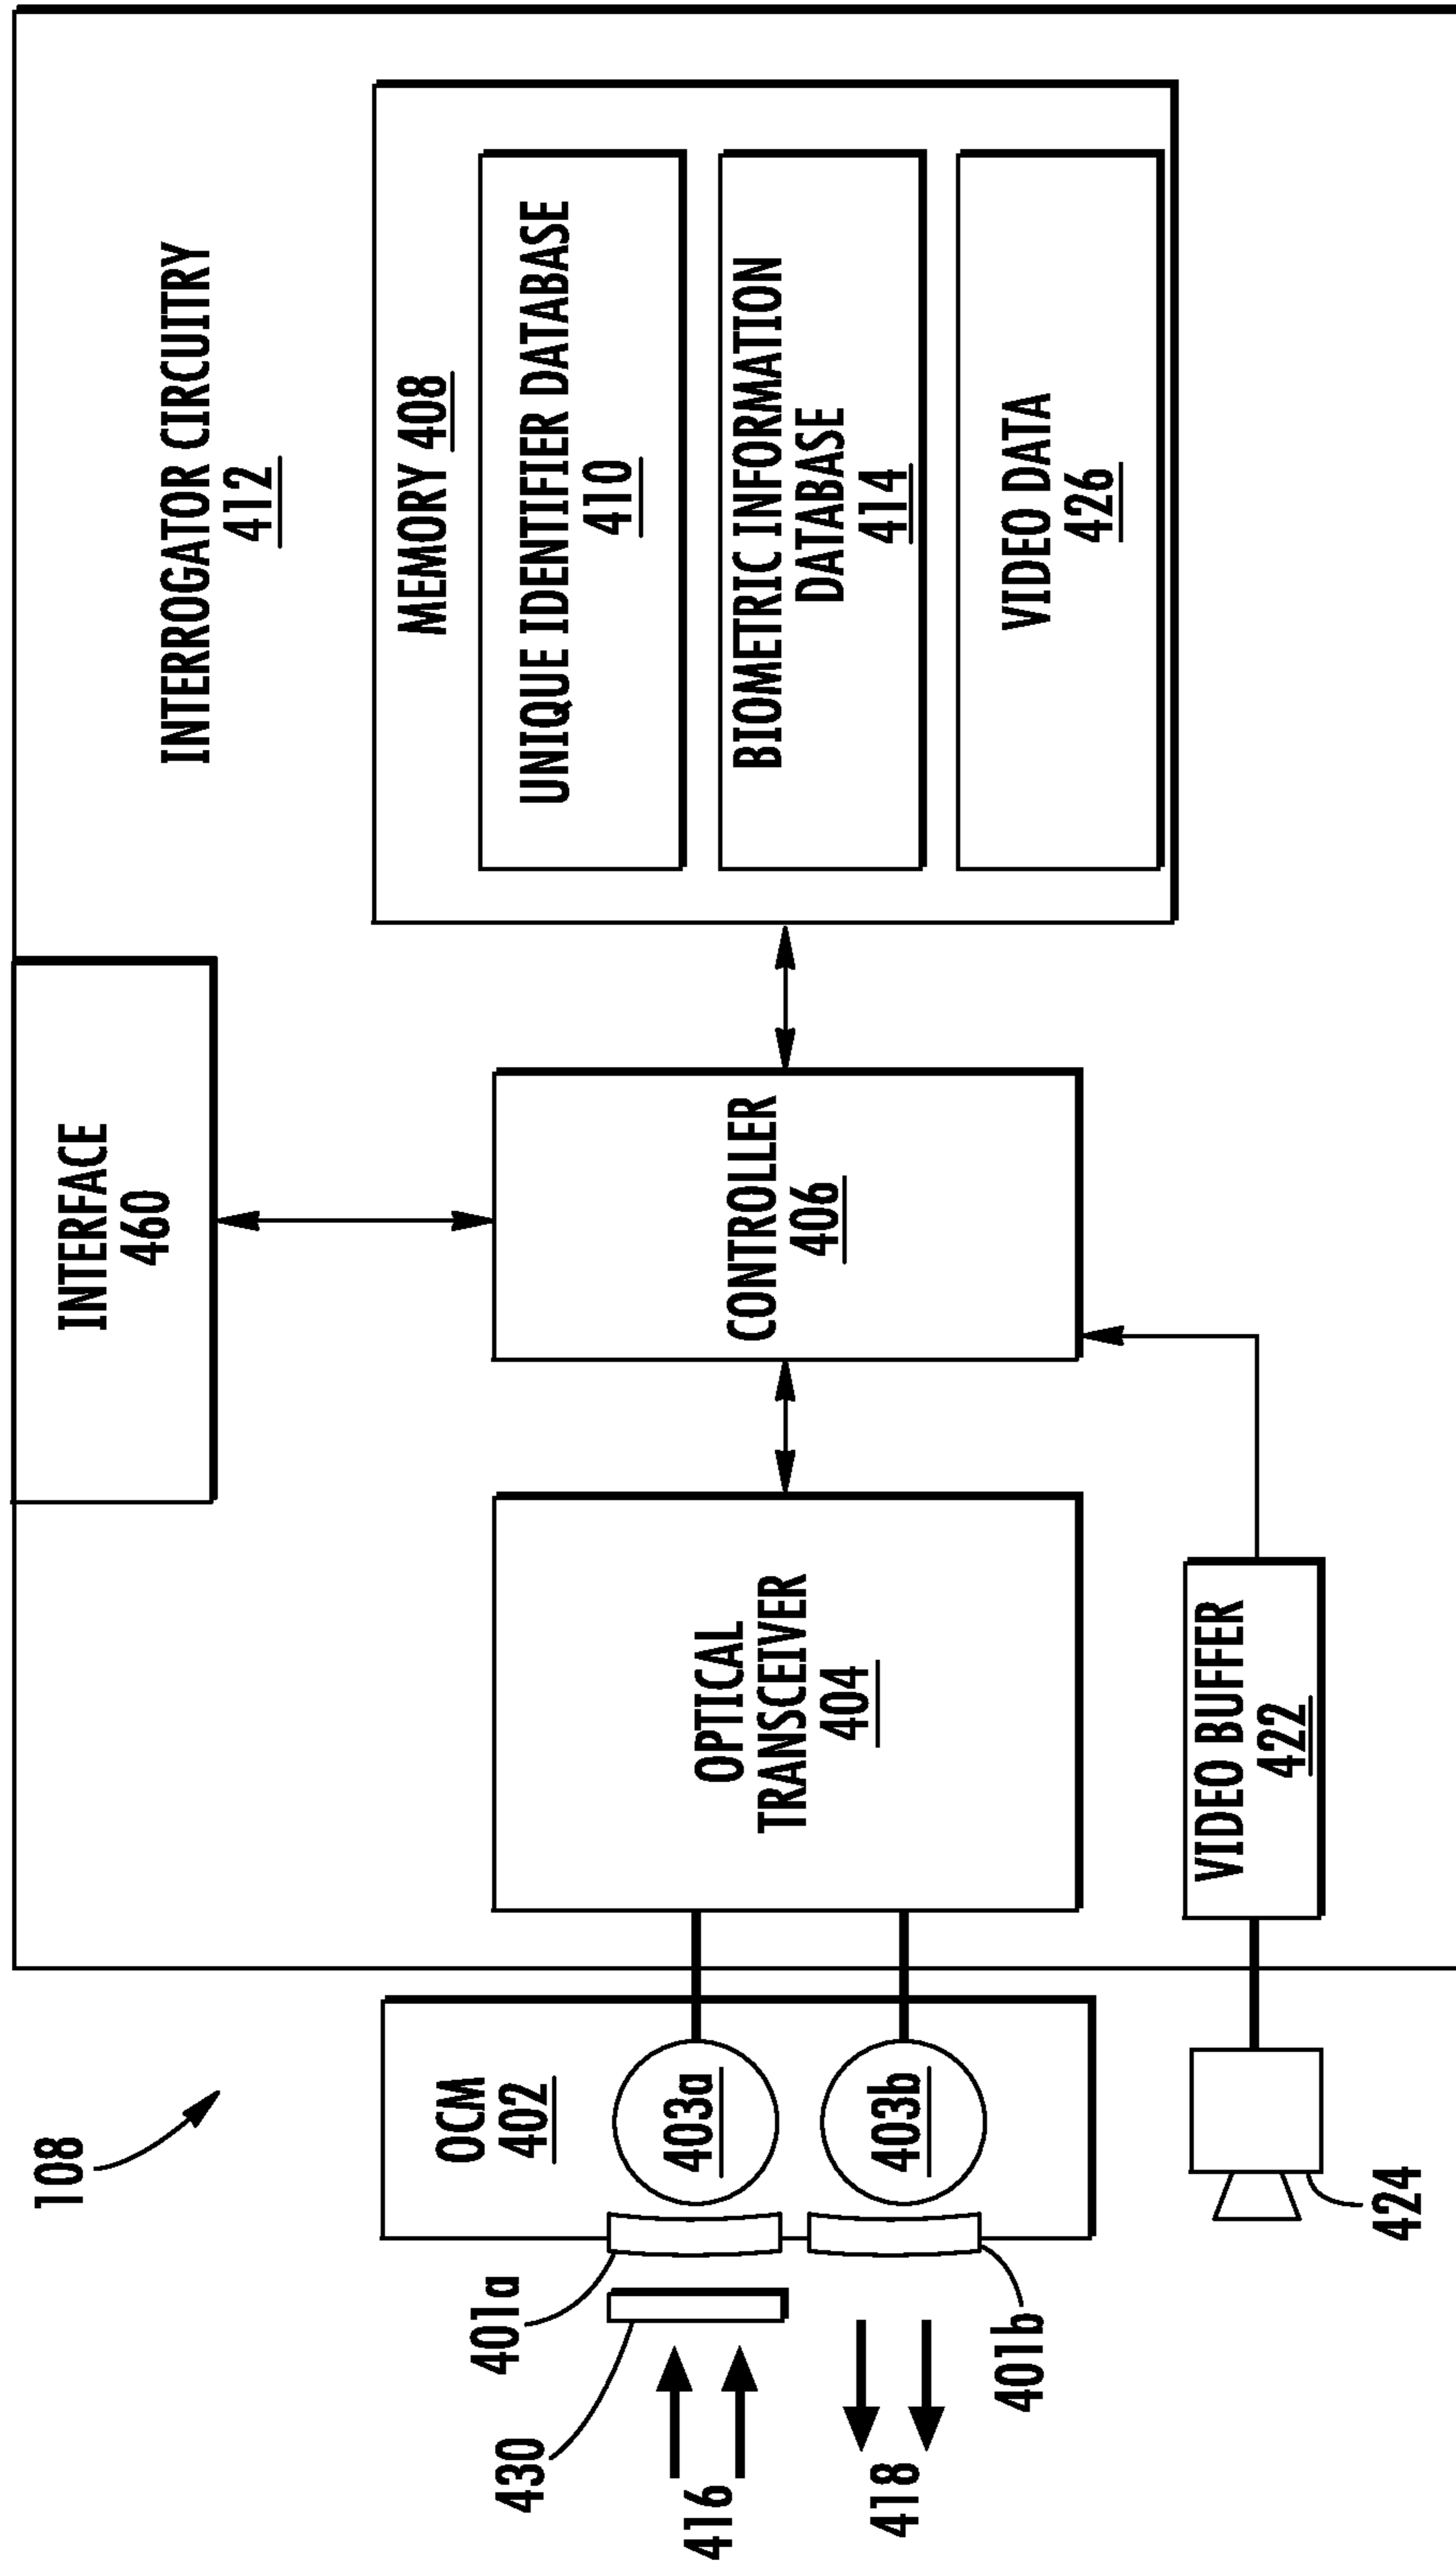 108
INTERFACE
460
INTERROGATOR CIRCUITRY
412
OCM
402
403a
403b
401a
401b
430
416
418
OPTICAL
TRANSCEIVER
404
CONTROLLER
406
MEMORY 408
UNIQUE IDENTIFIER DATABASE
410
BIOMETRIC INFORMATION
DATABASE
414
VIDEO DATA
426
VIDEO BUFFER
422
424